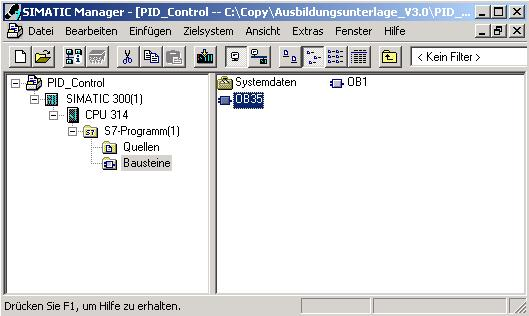 SIMATIC Manager - [PID_Control -- C:\Copy\Ausbildungsunterlage_V3.0\PID_...
Datei Bearbeiten Einfügen Zielsystem Ansicht Extras Fenster Hilfe
< Kein Filter >
PID_Control
SIMATIC 300(1)
CPU 314
S7-Programm(1)
Quellen
Bausteine
Systemdaten OB1
OB35
Drücken Sie F1, um Hilfe zu erhalten.